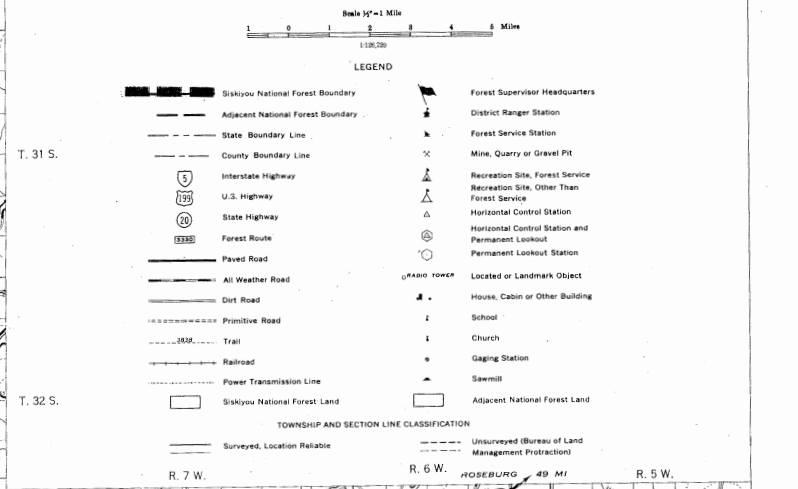 Scale ½"=1 Mile
1 0 1 2 3 4 5 Miles
1:126,720
LEGEND
Siskiyou National Forest Boundary
Adjacent National Forest Boundary
State Boundary Line
County Boundary Line
5 Interstate Highway
199 U.S. Highway
20 State Highway
Forest Route
Paved Road
All Weather Road
Dirt Road
Primitive Road
Trail
Railroad
Power Transmission Line
Siskiyou National Forest Land
Forest Supervisor Headquarters
District Ranger Station
Forest Service Station
Mine, Quarry or Gravel Pit
Recreation Site, Forest Service
Recreation Site, Other Than
Forest Service
Horizontal Control Station
Horizontal Control Station and
Permanent Lookout
Permanent Lookout Station
RADIO TOWER Located or Landmark Object
House, Cabin or Other Building
School
Church
Gaging Station
Sawmill
Adjacent National Forest Land
T. 31 S.
T. 32 S.
TOWNSHIP AND SECTION LINE CLASSIFICATION
Surveyed, Location Reliable
Unsurveyed (Bureau of Land
Management Protraction)
R. 7 W.
R. 6 W.
ROSEBURG 49 MI
R. 5 W.